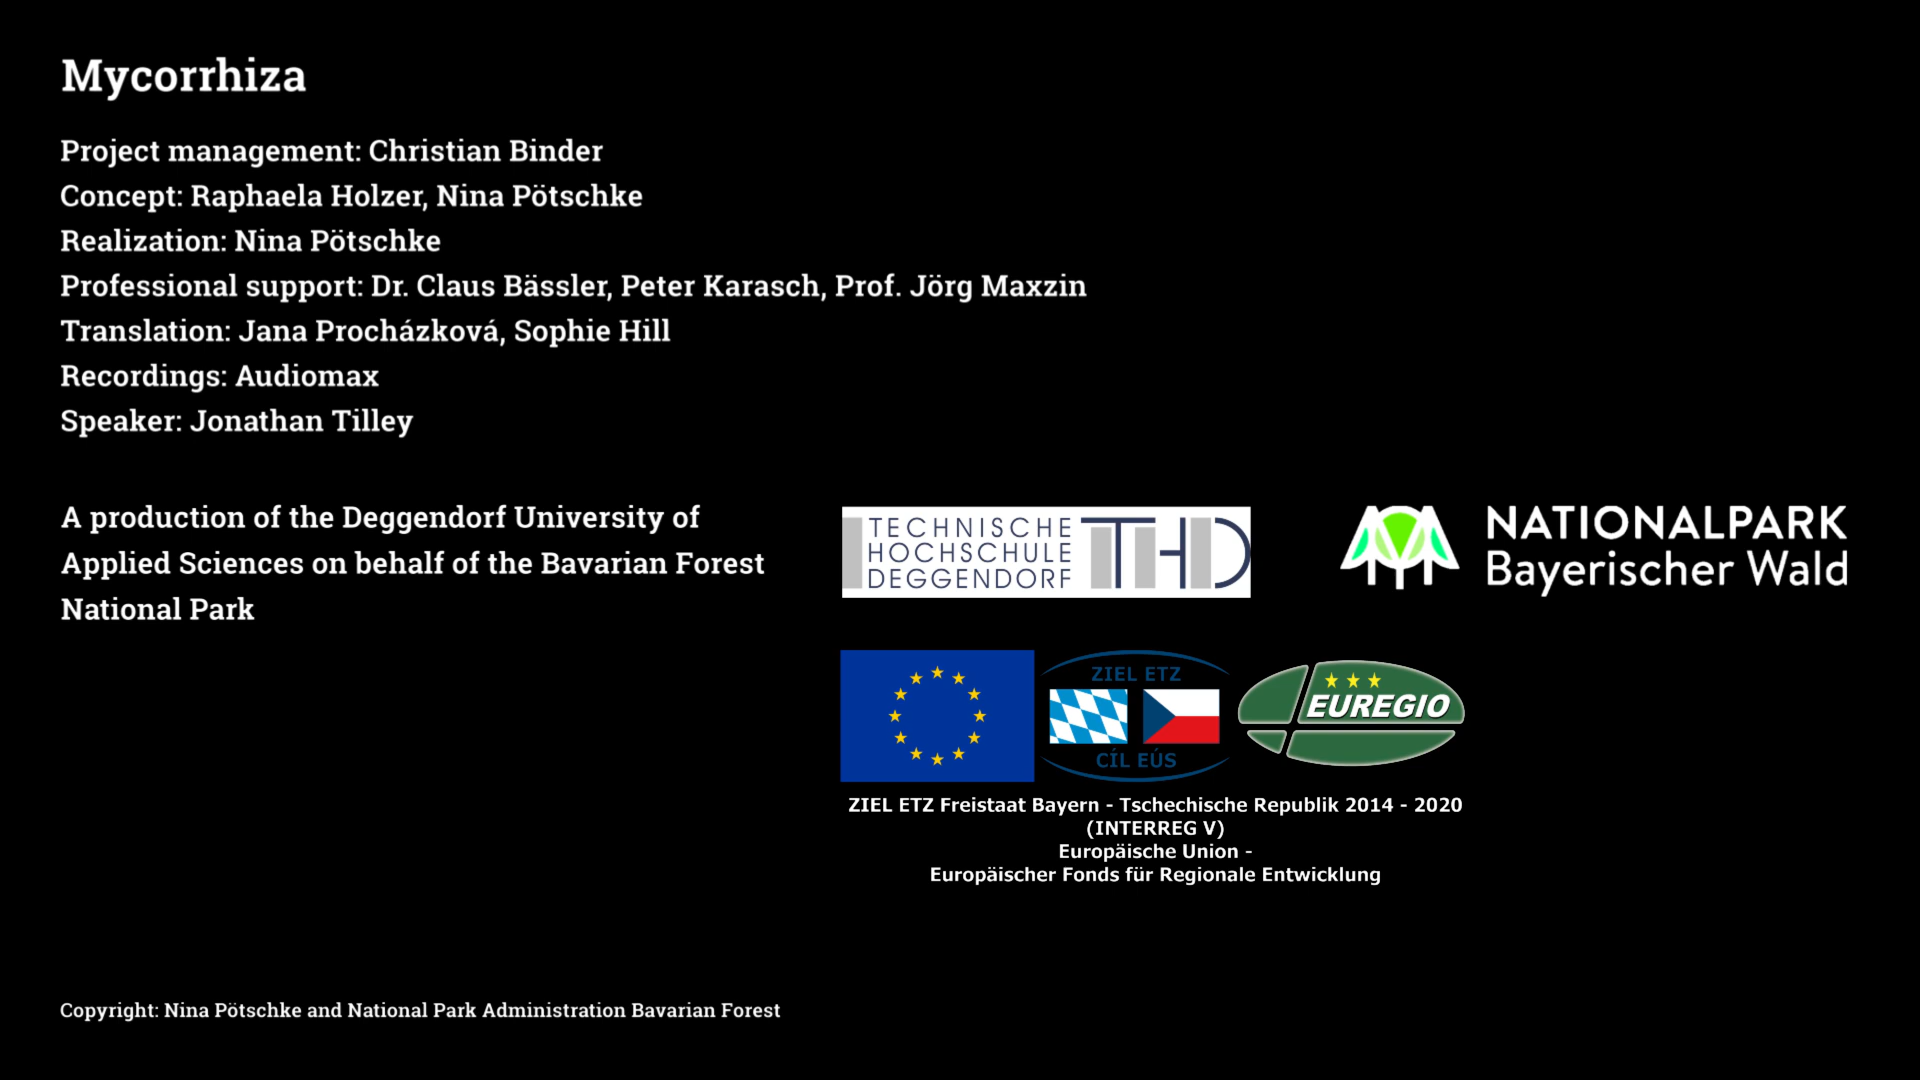 Mycorrhiza
Project management: Christian Binder
Concept: Raphaela Holzer, Nina Pötschke
Realization: Nina Pötschke
Professional support: Dr. Claus Bässler, Peter Karasch, Prof. Jörg Maxzin
Translation: Jana Procházková, Sophie Hill
Recordings: Audiomax
Speaker: Jonathan Tilley
A production of the Deggendorf University of
Applied Sciences on behalf of the Bavarian Forest
National Park
TECHNISCHE
HOCHSCHULE
DEGGENDORF
THD
NATIONALPARK
Bayerischer Wald
ZIEL ETZ
CÍL EÚS
EUREGIO
ZIEL ETZ Freistaat Bayern - Tschechische Republik 2014 - 2020
(INTERREG V)
Europäische Union -
Europäischer Fonds für Regionale Entwicklung
Copyright: Nina Pötschke and National Park Administration Bavarian Forest